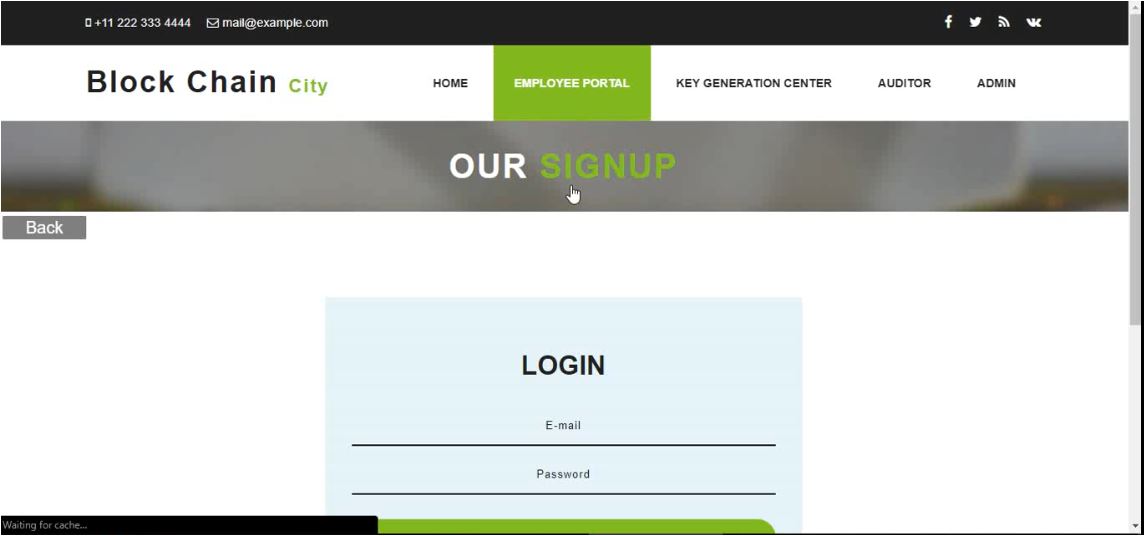 +11 222 333 4444 mail@example.com
Block Chain City
HOME EMPLOYEE PORTAL KEY GENERATION CENTER AUDITOR ADMIN
OUR SIGNUP
Back
LOGIN
E-mail
Password
Waiting for cache...